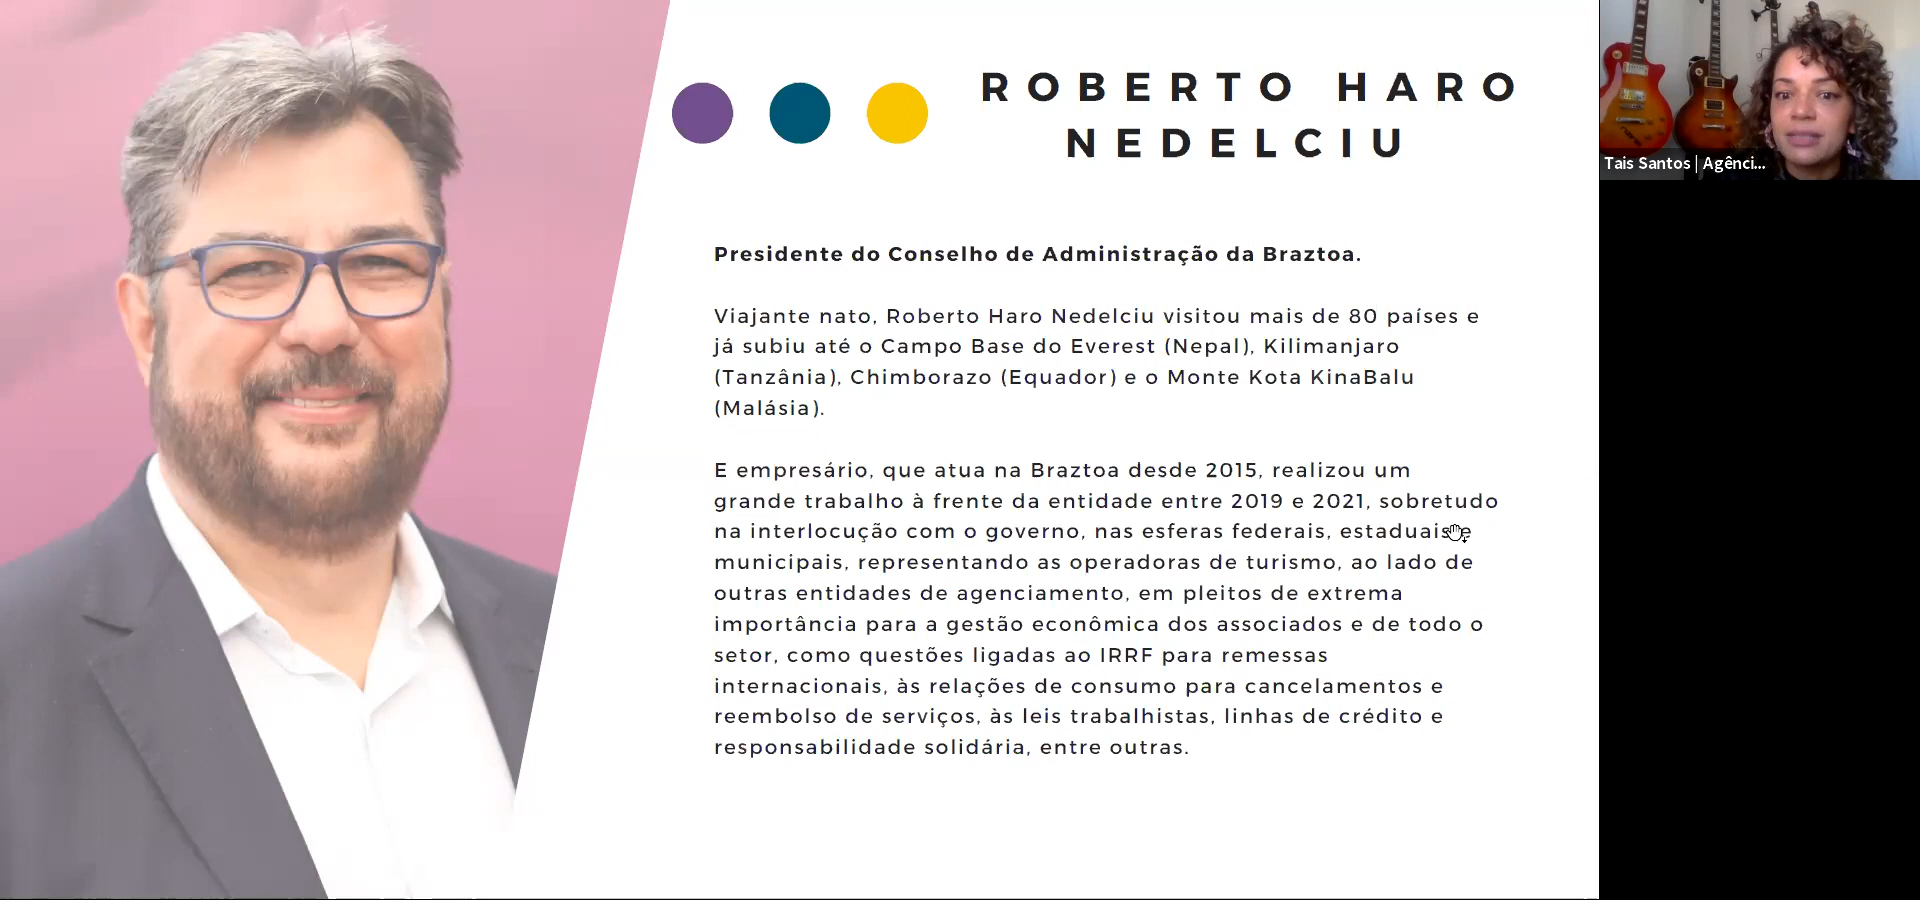 ROBERTO HARO
NEDELCIU
Presidente do Conselho de Administração da Braztoa.
Viajante nato, Roberto Haro Nedelciu visitou mais de 80 países e
já subiu até o Campo Base do Everest (Nepal), Kilimanjaro
(Tanzânia), Chimborazo (Equador) e o Monte Kota KinaBalu
(Malásia).
E empresário, que atua na Braztoa desde 2015, realizou um
grande trabalho à frente da entidade entre 2019 e 2021, sobretudo
na interlocução com o governo, nas esferas federais, estaduais e
municipais, representando as operadoras de turismo, ao lado de
outras entidades de agenciamento, em pleitos de extrema
importância para a gestão econômica dos associados e de todo o
setor, como questões ligadas ao IRRF para remessas
internacionais, às relações de consumo para cancelamentos e
reembolso de serviços, às leis trabalhistas, linhas de crédito e
responsabilidade solidária, entre outras.
Tais Santos | Agênci...